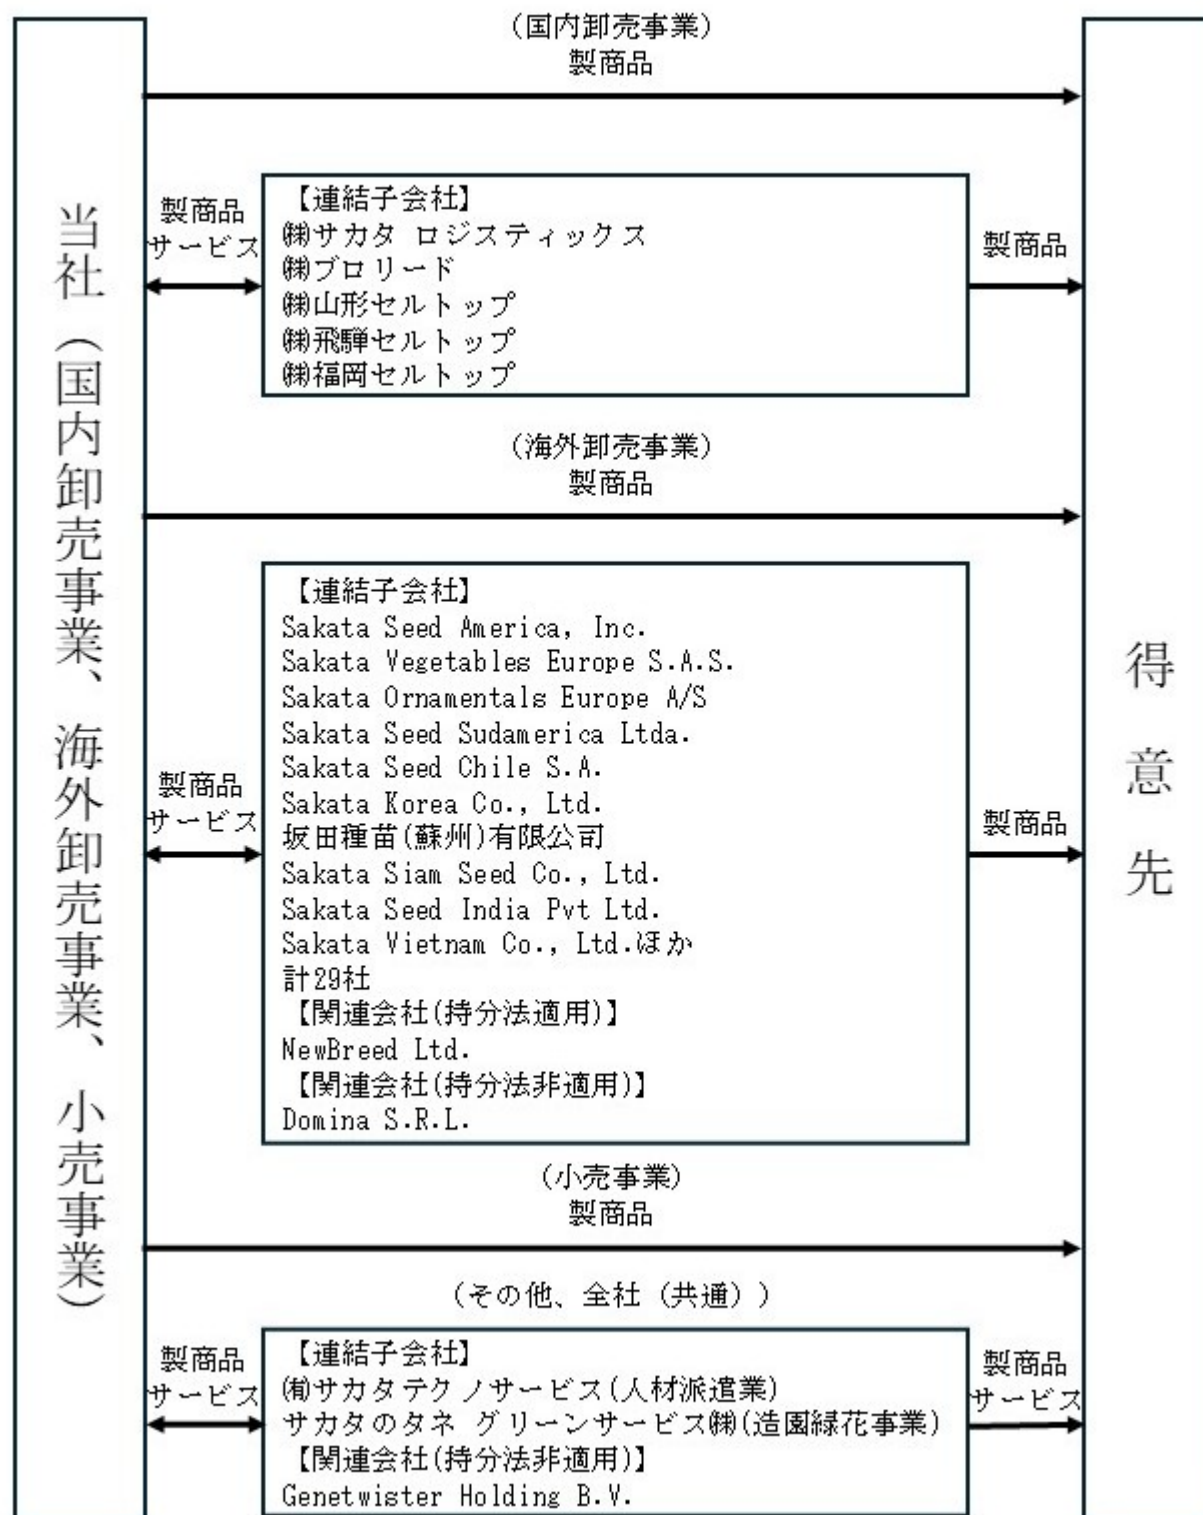 当社（国内卸売事業、海外卸売事業、小売事業）
（国内卸売事業）
製商品
製商品
サービス
【連結子会社】
㈱サカタ ロジスティックス
㈱ブロリード
㈱山形セルトップ
㈱飛騨セルトップ
㈱福岡セルトップ
製商品
（海外卸売事業）
製商品
製商品
サービス
【連結子会社】
Sakata Seed America, Inc.
Sakata Vegetables Europe S.A.S.
Sakata Ornamentals Europe A/S
Sakata Seed Sudamerica Ltda.
Sakata Seed Chile S.A.
Sakata Korea Co., Ltd.
坂田種苗(蘇州)有限公司
Sakata Siam Seed Co., Ltd.
Sakata Seed India Pvt Ltd.
Sakata Vietnam Co., Ltd.ほか
計29社
【関連会社(持分法適用)】
NewBreed Ltd.
【関連会社(持分法非適用)】
Domina S.R.L.
製商品
（小売事業）
製商品
（その他、全社（共通））
製商品
サービス
【連結子会社】
㈲サカタテクノサービス(人材派遣業)
サカタのタネ グリーンサービス㈱(造園緑花事業)
【関連会社(持分法非適用)】
Genetwister Holding B.V.
製商品
サービス
得意先